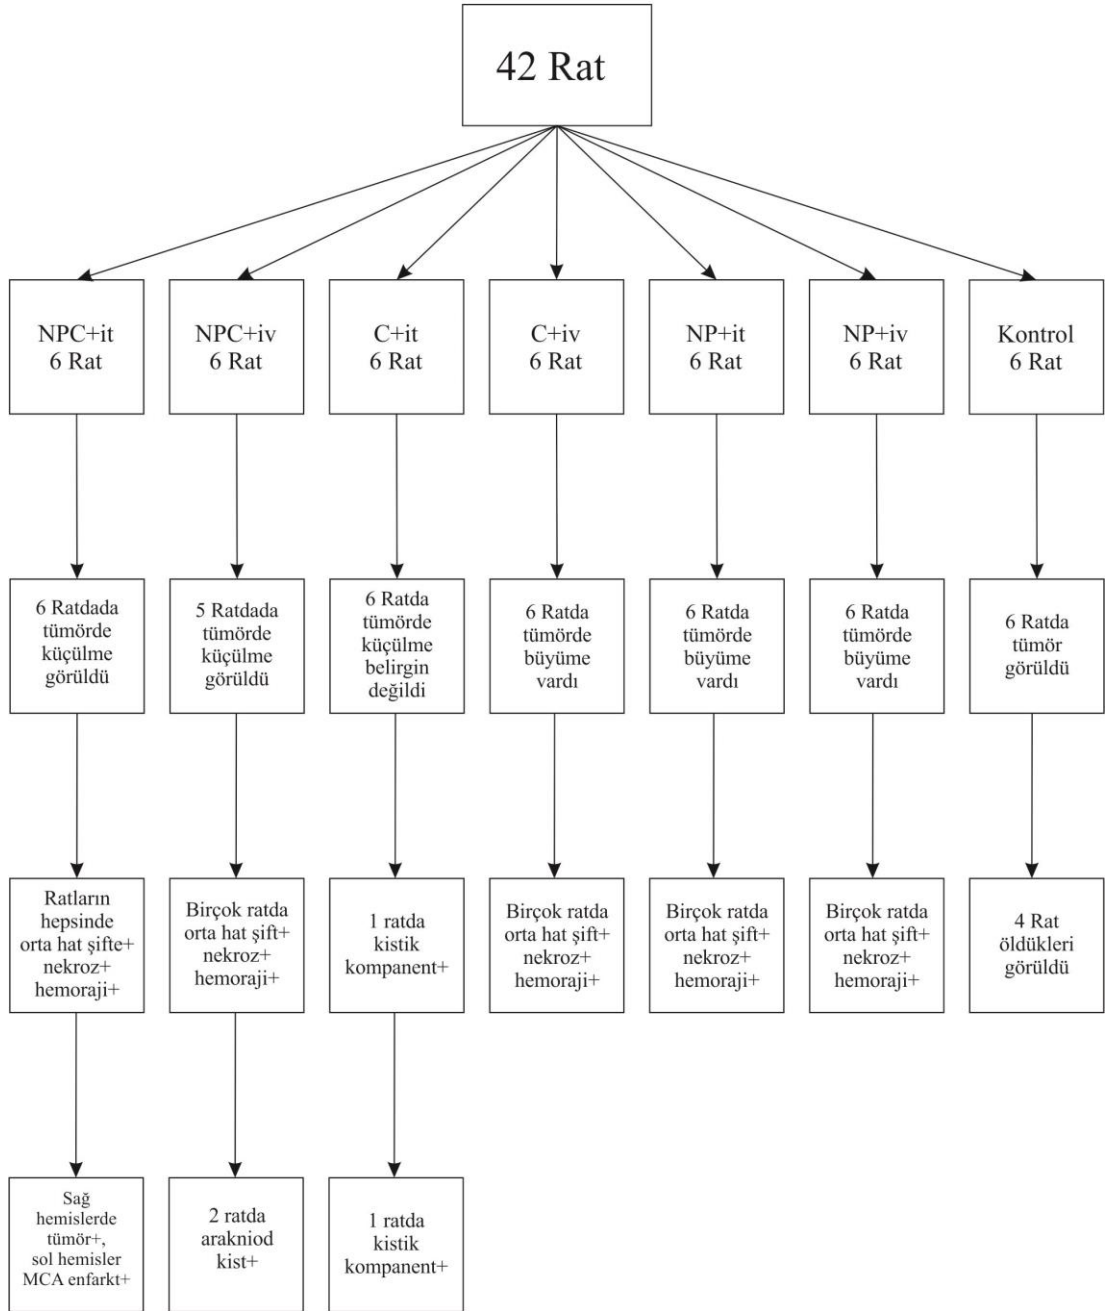 42 Rat
NPC+it
6 Rat
NPC+iv
6 Rat
C+it
6 Rat
C+iv
6 Rat
NP+it
6 Rat
NP+iv
6 Rat
Kontrol
6 Rat
6 Ratdada
tümörde
küçülme
görüldü
5 Ratdada
tümörde
küçülme
görüldü
6 Ratda
tümörde
küçülme
belirgin
değildi
6 Ratda
tümörde
büyüme
vardı
6 Ratda
tümörde
büyüme
vardı
6 Ratda
tümörde
büyüme
vardı
6 Ratda
tümör
görüldü
Ratların
hepsinde
orta hat şifte+
nekroz+
hemoraji+
Birçok ratda
orta hat şift+
nekroz+
hemoraji+
1 ratda
kistik
kompanent+
Birçok ratda
orta hat şift+
nekroz+
hemoraji+
Birçok ratda
orta hat şift+
nekroz+
hemoraji+
Birçok ratda
orta hat şift+
nekroz+
hemoraji+
4 Rat
öldükleri
görüldü
Sağ
hemislerde
tümör+,
sol hemisler
MCA enfarkt+
2 ratda
arakniod
kist+
1 ratda
kistik
kompanent+